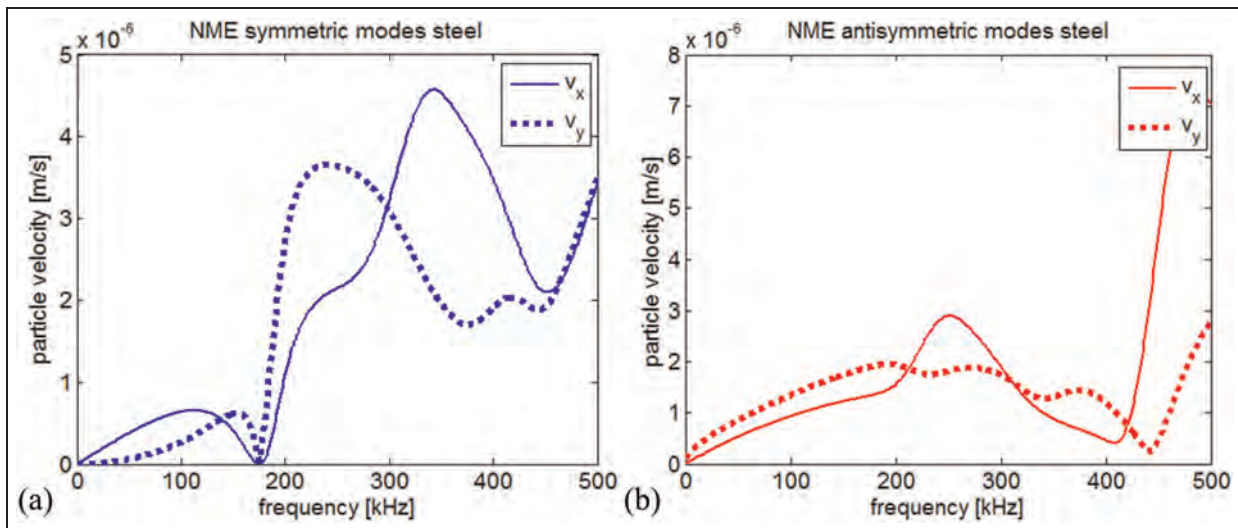 NME symmetric modes steel
x 10⁻⁶
5
4
3
2
1
0
particle velocity [m/s]
v_x
v_y
0 100 200 300 400 500
frequency [kHz]
(a)
NME antisymmetric modes steel
x 10⁻⁶
8
7
6
5
4
3
2
1
0
particle velocity [m/s]
v_x
v_y
0 100 200 300 400 500
frequency [kHz]
(b)